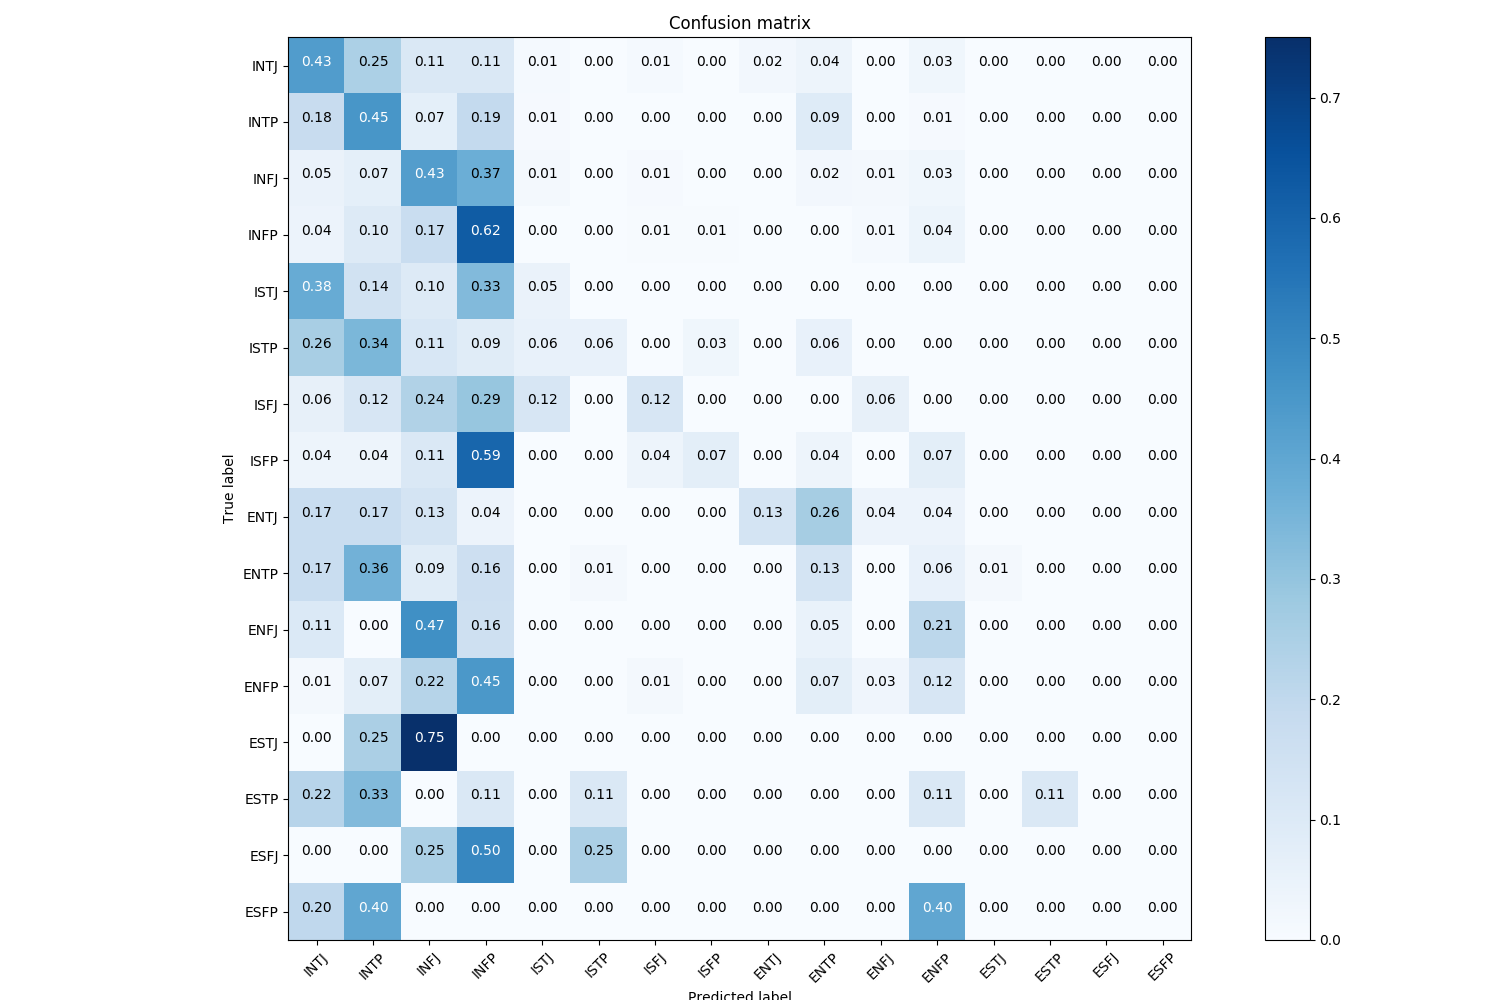 Confusion matrix
INTJ 0.43 0.25 0.11 0.11 0.01 0.00 0.01 0.00 0.02 0.04 0.00 0.03 0.00 0.00 0.00 0.00
INTP 0.18 0.45 0.07 0.19 0.01 0.00 0.00 0.00 0.00 0.09 0.00 0.01 0.00 0.00 0.00 0.00
INFJ 0.05 0.07 0.43 0.37 0.01 0.00 0.01 0.00 0.00 0.02 0.01 0.03 0.00 0.00 0.00 0.00
INFP 0.04 0.10 0.17 0.62 0.00 0.00 0.01 0.01 0.00 0.00 0.01 0.04 0.00 0.00 0.00 0.00
ISTJ 0.38 0.14 0.10 0.33 0.05 0.00 0.00 0.00 0.00 0.00 0.00 0.00 0.00 0.00 0.00 0.00
ISTP 0.26 0.34 0.11 0.09 0.06 0.06 0.00 0.03 0.00 0.06 0.00 0.00 0.00 0.00 0.00 0.00
ISFJ 0.06 0.12 0.24 0.29 0.12 0.00 0.12 0.00 0.00 0.00 0.06 0.00 0.00 0.00 0.00 0.00
ISFP 0.04 0.04 0.11 0.59 0.00 0.00 0.04 0.07 0.00 0.04 0.00 0.07 0.00 0.00 0.00 0.00
ENTJ 0.17 0.17 0.13 0.04 0.00 0.00 0.00 0.00 0.13 0.26 0.04 0.04 0.00 0.00 0.00 0.00
ENTP 0.17 0.36 0.09 0.16 0.00 0.01 0.00 0.00 0.00 0.13 0.00 0.06 0.01 0.00 0.00 0.00
ENFJ 0.11 0.00 0.47 0.16 0.00 0.00 0.00 0.00 0.00 0.05 0.00 0.21 0.00 0.00 0.00 0.00
ENFP 0.01 0.07 0.22 0.45 0.00 0.00 0.01 0.00 0.00 0.07 0.03 0.12 0.00 0.00 0.00 0.00
ESTJ 0.00 0.25 0.75 0.00 0.00 0.00 0.00 0.00 0.00 0.00 0.00 0.00 0.00 0.00 0.00 0.00
ESTP 0.22 0.33 0.00 0.11 0.00 0.11 0.00 0.00 0.00 0.00 0.00 0.11 0.00 0.11 0.00 0.00
ESFJ 0.00 0.00 0.25 0.50 0.00 0.25 0.00 0.00 0.00 0.00 0.00 0.00 0.00 0.00 0.00 0.00
ESFP 0.20 0.40 0.00 0.00 0.00 0.00 0.00 0.00 0.00 0.00 0.00 0.40 0.00 0.00 0.00 0.00
INTJ INTP INFJ INFP ISTJ ISTP ISFJ ISFP ENTJ ENTP ENFJ ENFP ESTJ ESTP ESFJ ESFP
True label
Predicted label
0.7
0.6
0.5
0.4
0.3
0.2
0.1
0.0